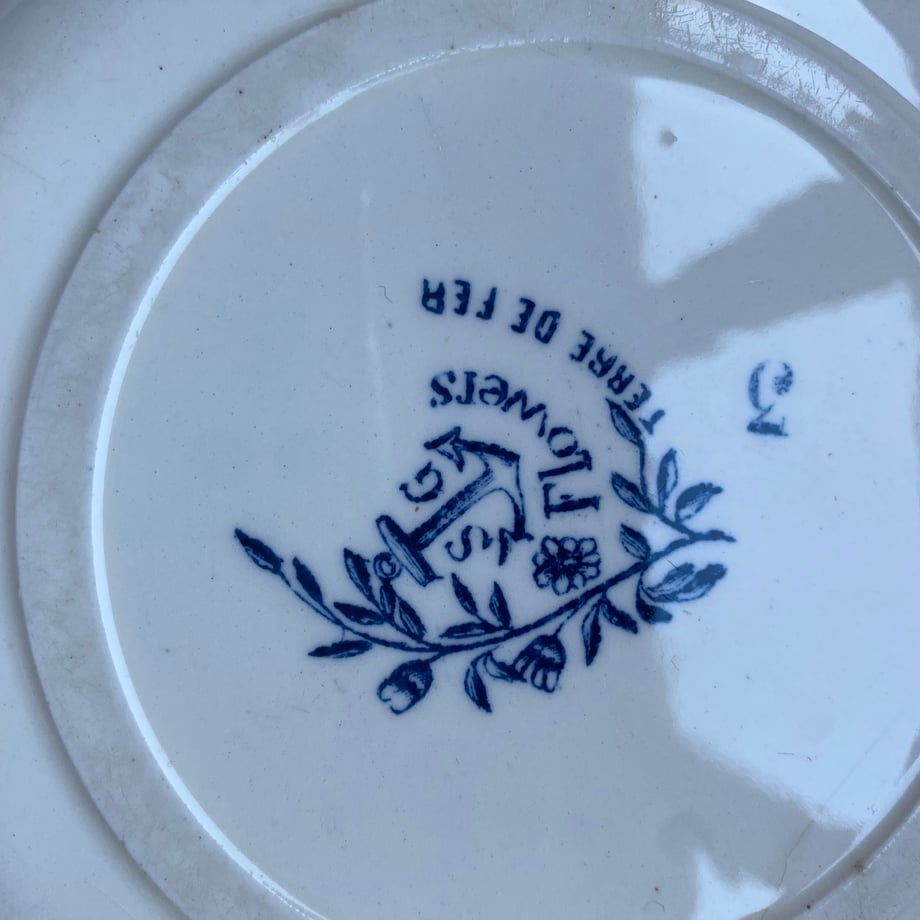 TERRE DE FER
Flowers
S G
3